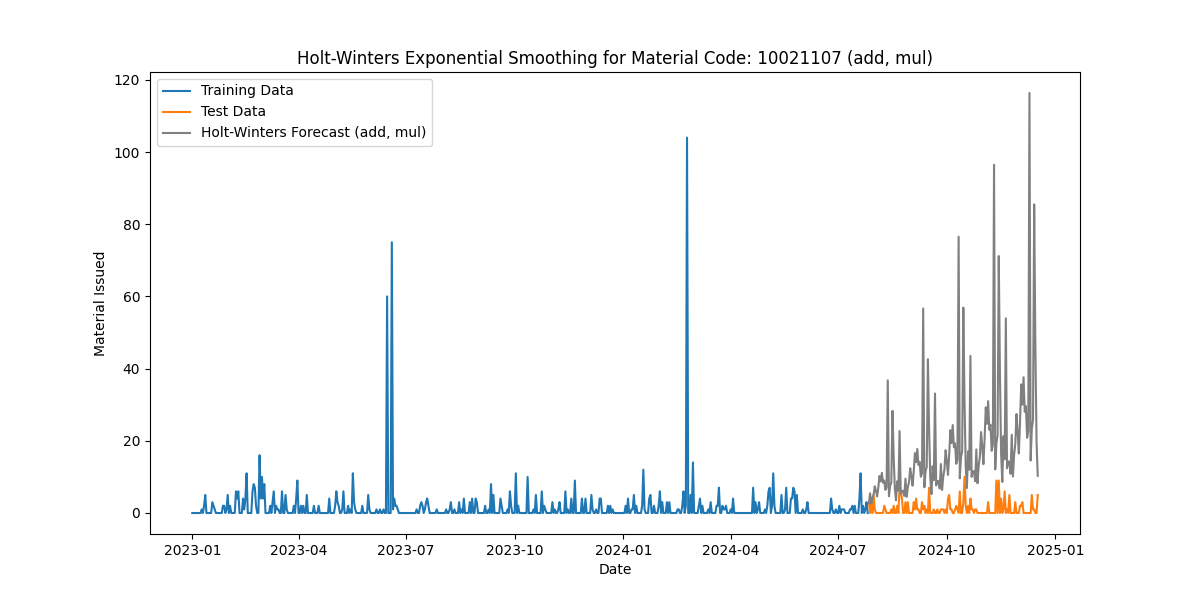 Holt-Winters Exponential Smoothing for Material Code: 10021107 (add, mul)
Training Data
Test Data
Holt-Winters Forecast (add, mul)
Material Issued
120
100
80
60
40
20
0
2023-01
2023-04
2023-07
2023-10
2024-01
2024-04
2024-07
2024-10
2025-01
Date